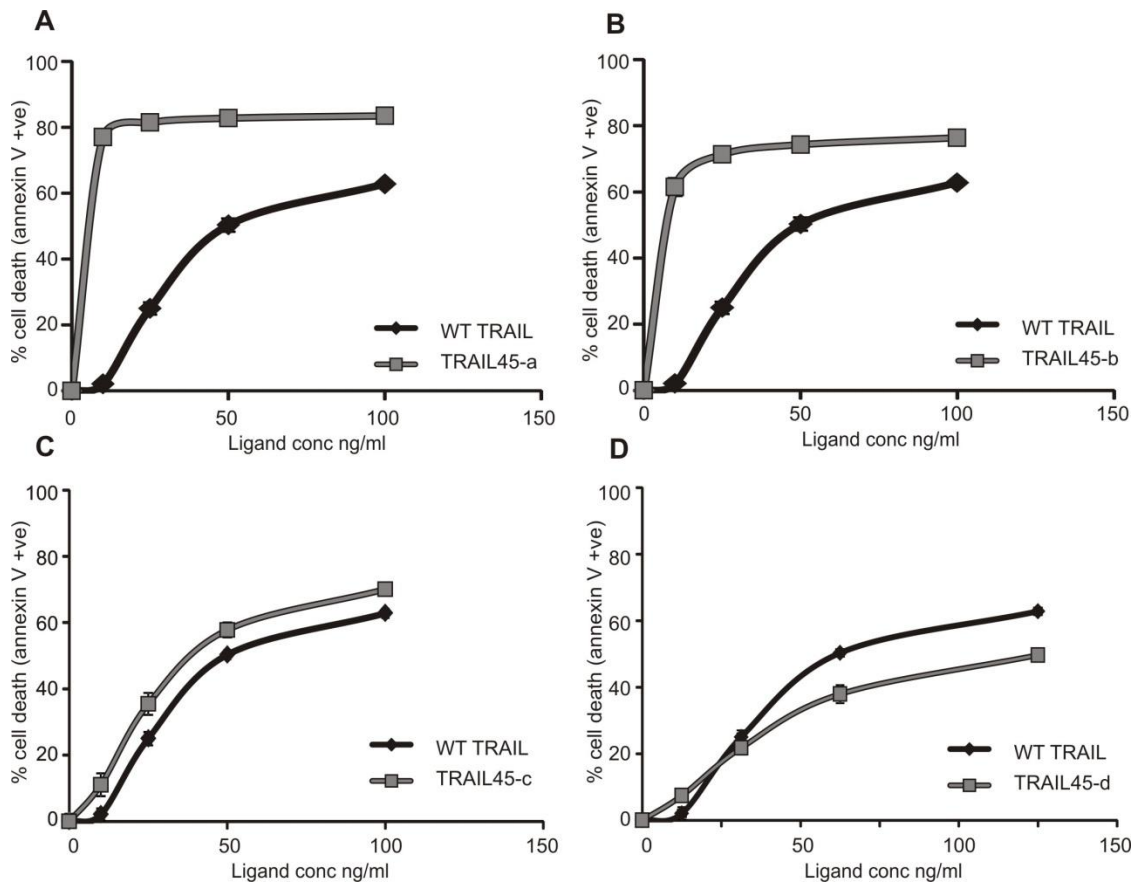 A
% cell death (annexin V +ve)
100
80
60
40
20
0
0 50 100 150
Ligand conc ng/ml
WT TRAIL
TRAIL45-a
B
% cell death (annexin V +ve)
100
80
60
40
20
0
0 50 100 150
Ligand conc ng/ml
WT TRAIL
TRAIL45-b
C
% cell death (annexin V +ve)
100
80
60
40
20
0
0 50 100 150
Ligand conc ng/ml
WT TRAIL
TRAIL45-c
D
% cell death (annexin V +ve)
100
80
60
40
20
0
0 50 100 150
Ligand conc ng/ml
WT TRAIL
TRAIL45-d